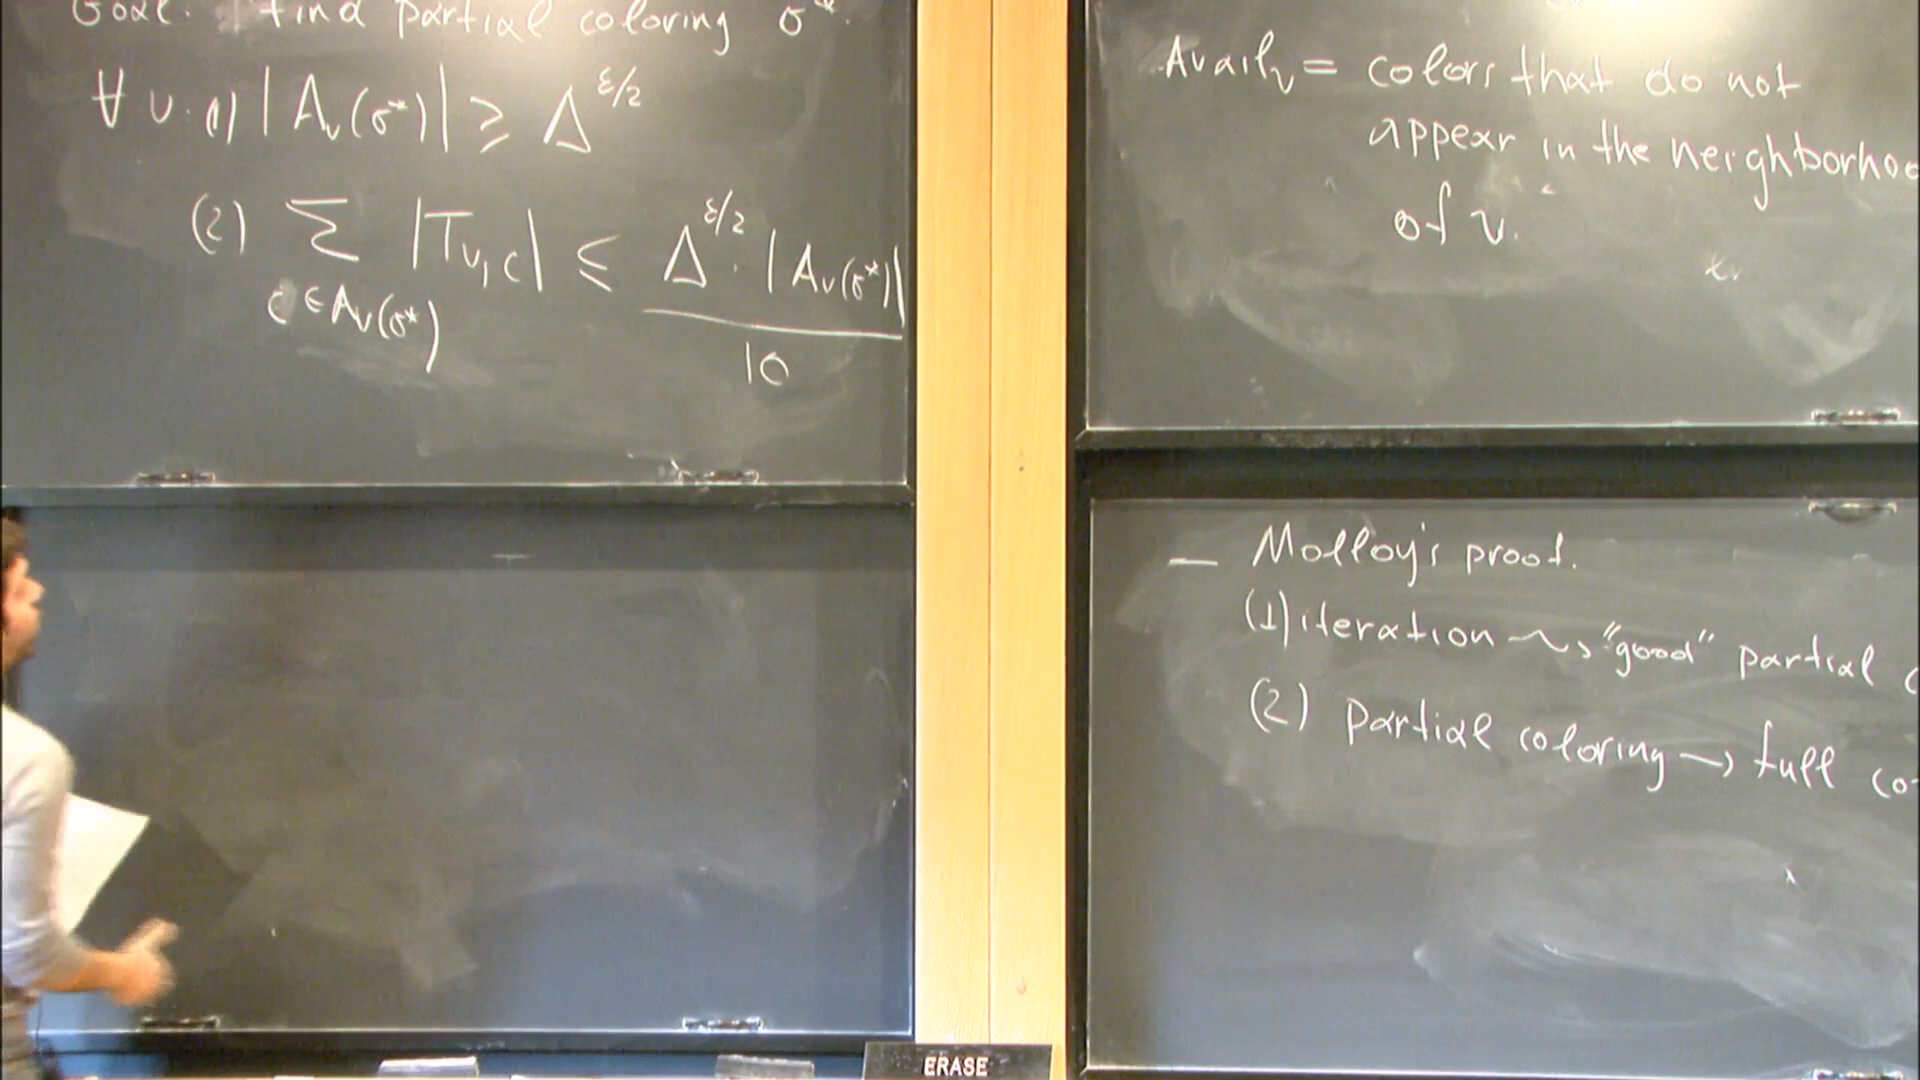 Goal: find partial coloring σ*.
∀ v. (1) |A_v(σ*)| ≥ Δ^{ε/2}
(2) Σ_{c∈A_v(σ*)} |T_{v,c}| ≤ Δ^{ε/2} · |A_v(σ*)| / 10
Avail_v = colors that do not
appear in the neighborhoo
of v.
— Molloy's proof.
(1) iteration ⇝ "good" partial
(2) Partial coloring → full co
ERASE